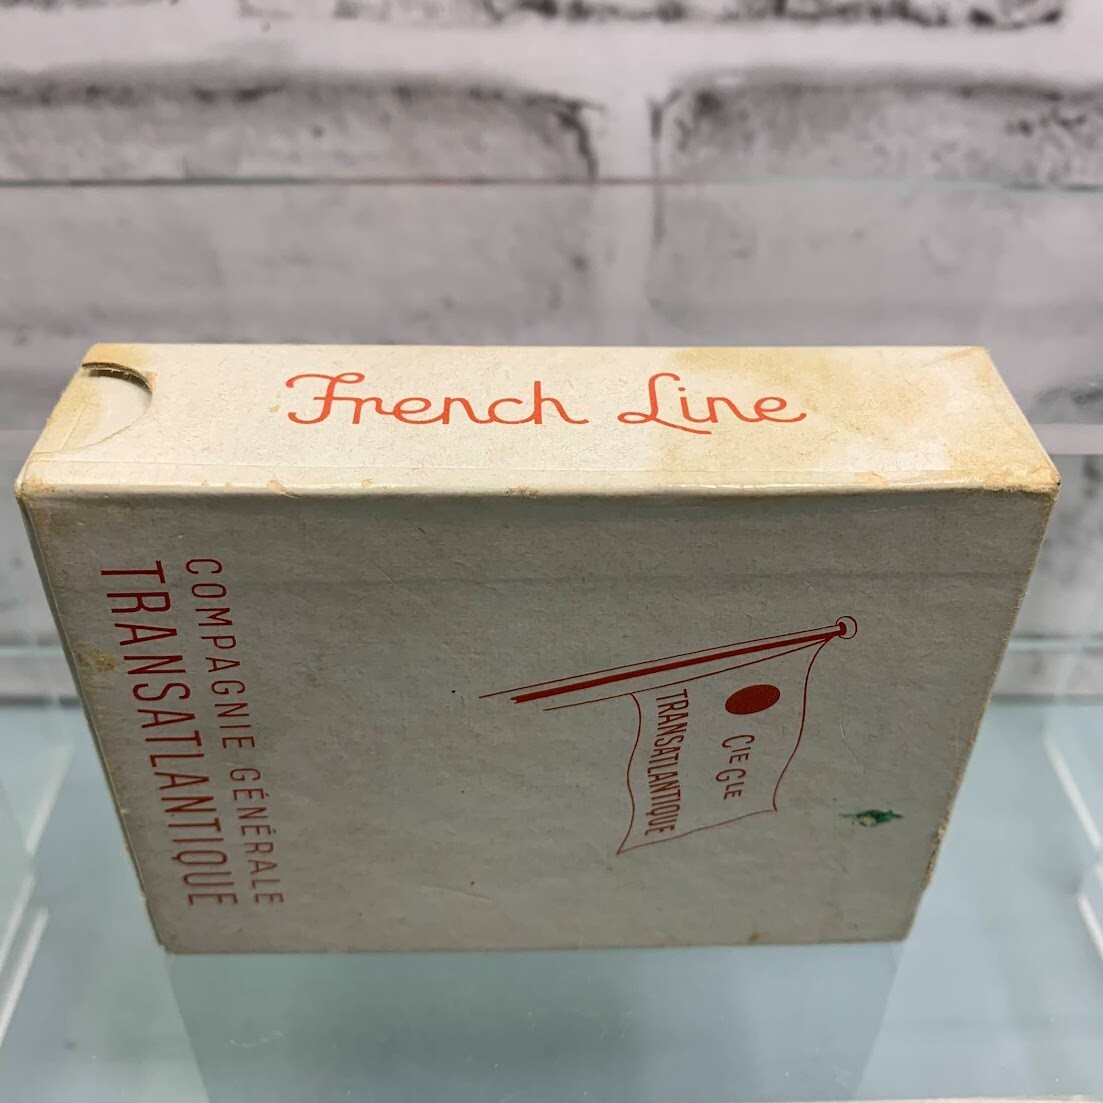 French Line
COMPAGNIE GÉNÉRALE
TRANSATLANTIQUE
CIE GLE
TRANSATLANTIQUE